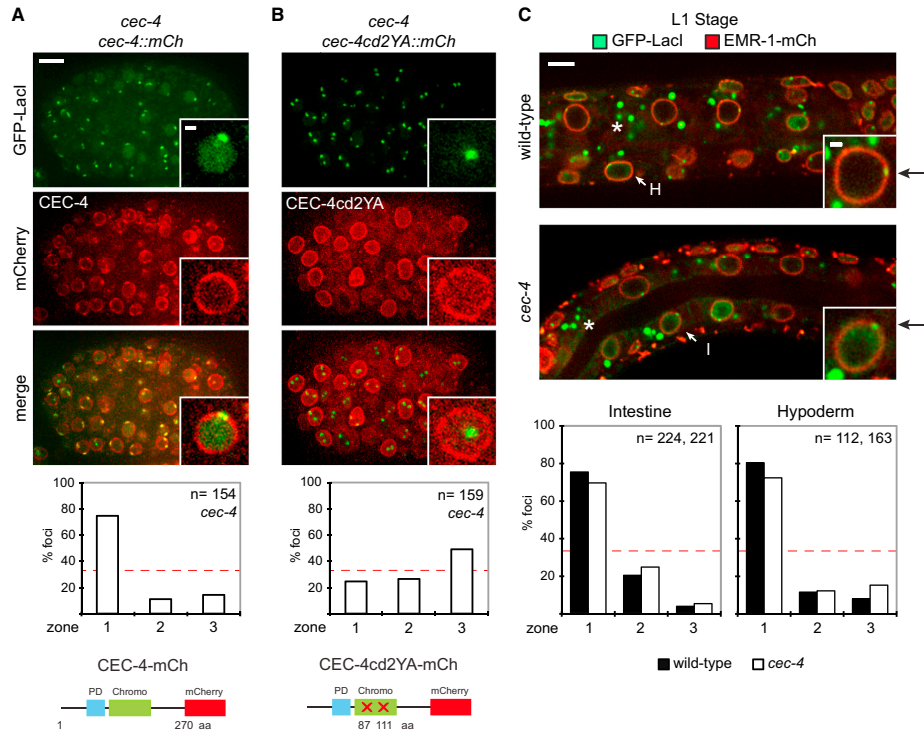 A
cec-4
cec-4::mCh
GFP-LacI
CEC-4
mCherry
merge
100
80
60
40
20
% foci
n= 154
cec-4
zone 1 2 3
CEC-4-mCh
PD Chromo mCherry
1 270 aa
B
cec-4
cec-4cd2YA::mCh
CEC-4cd2YA
100
80
60
40
20
% foci
n= 159
cec-4
zone 1 2 3
CEC-4cd2YA-mCh
PD Chromo mCherry
87 111 aa
C
L1 Stage
GFP-LacI EMR-1-mCh
wild-type
*
H
cec-4
*
I
Intestine
n= 224, 221
80
60
40
20
% foci
zone 1 2 3
Hypoderm
n= 112, 163
1 2 3
wild-type cec-4